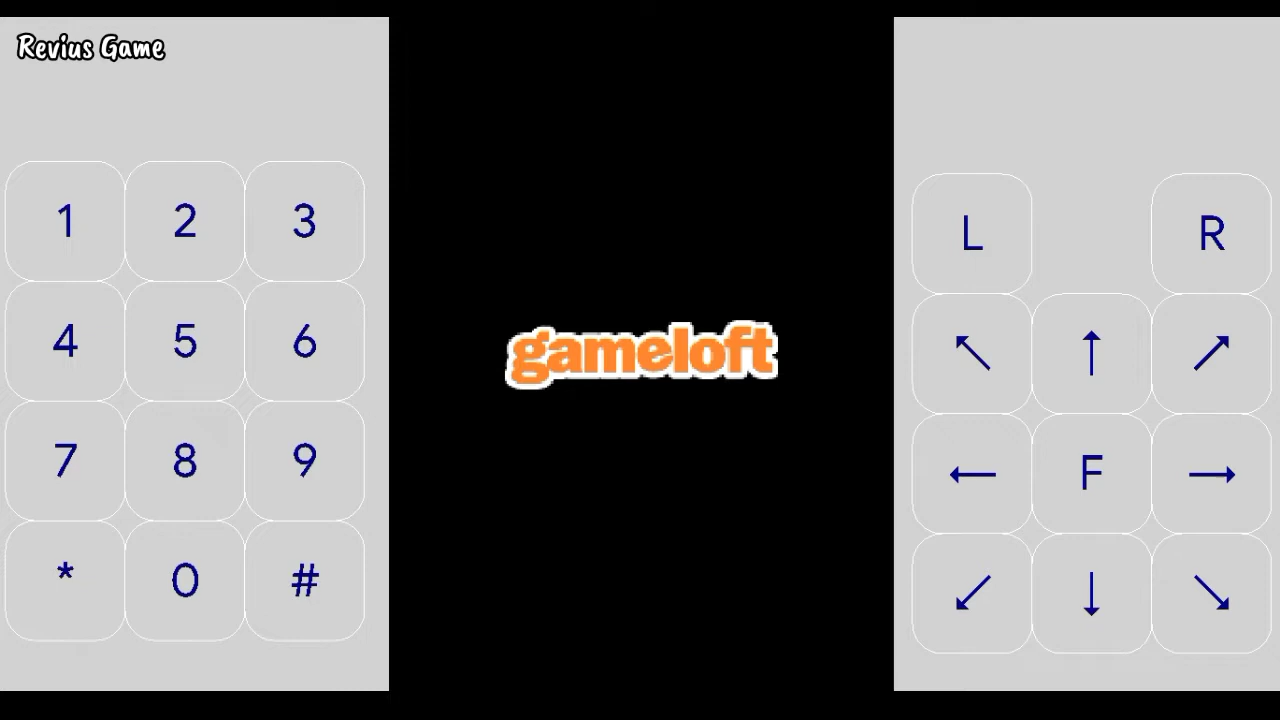 Revius Game
1 2 3
4 5 6
7 8 9
* 0 #
gameloft
L R
↖ ↑ ↗
← F →
↙ ↓ ↘